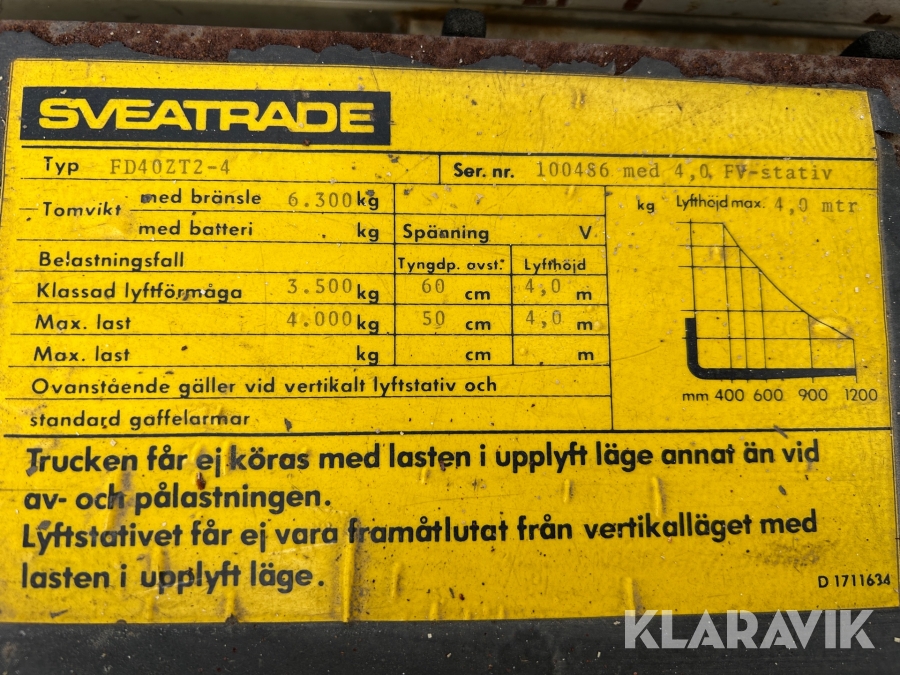 SVEATRADE
Typ FD40ZT2-4 Ser. nr. 100486 med 4,0 FV-stativ
Tomvikt med bränsle 6.300 kg kg Lyfthöjd max. 4,0 mtr
med batteri kg Spänning V
Belastningsfall Tyngdp. avst. Lyfthöjd
Klassad lyftförmåga 3.500 kg 60 cm 4,0 m
Max. last 4.000 kg 50 cm 4,0 m
Max. last kg cm m
mm 400 600 900 1200
Ovanstående gäller vid vertikalt lyftstativ och
standard gaffelarmar
Trucken får ej köras med lasten i upplyft läge annat än vid
av- och pålastningen.
Lyftstativet får ej vara framåtlutat från vertikalläget med
lasten i upplyft läge.
D 1711634
KLARAVIK